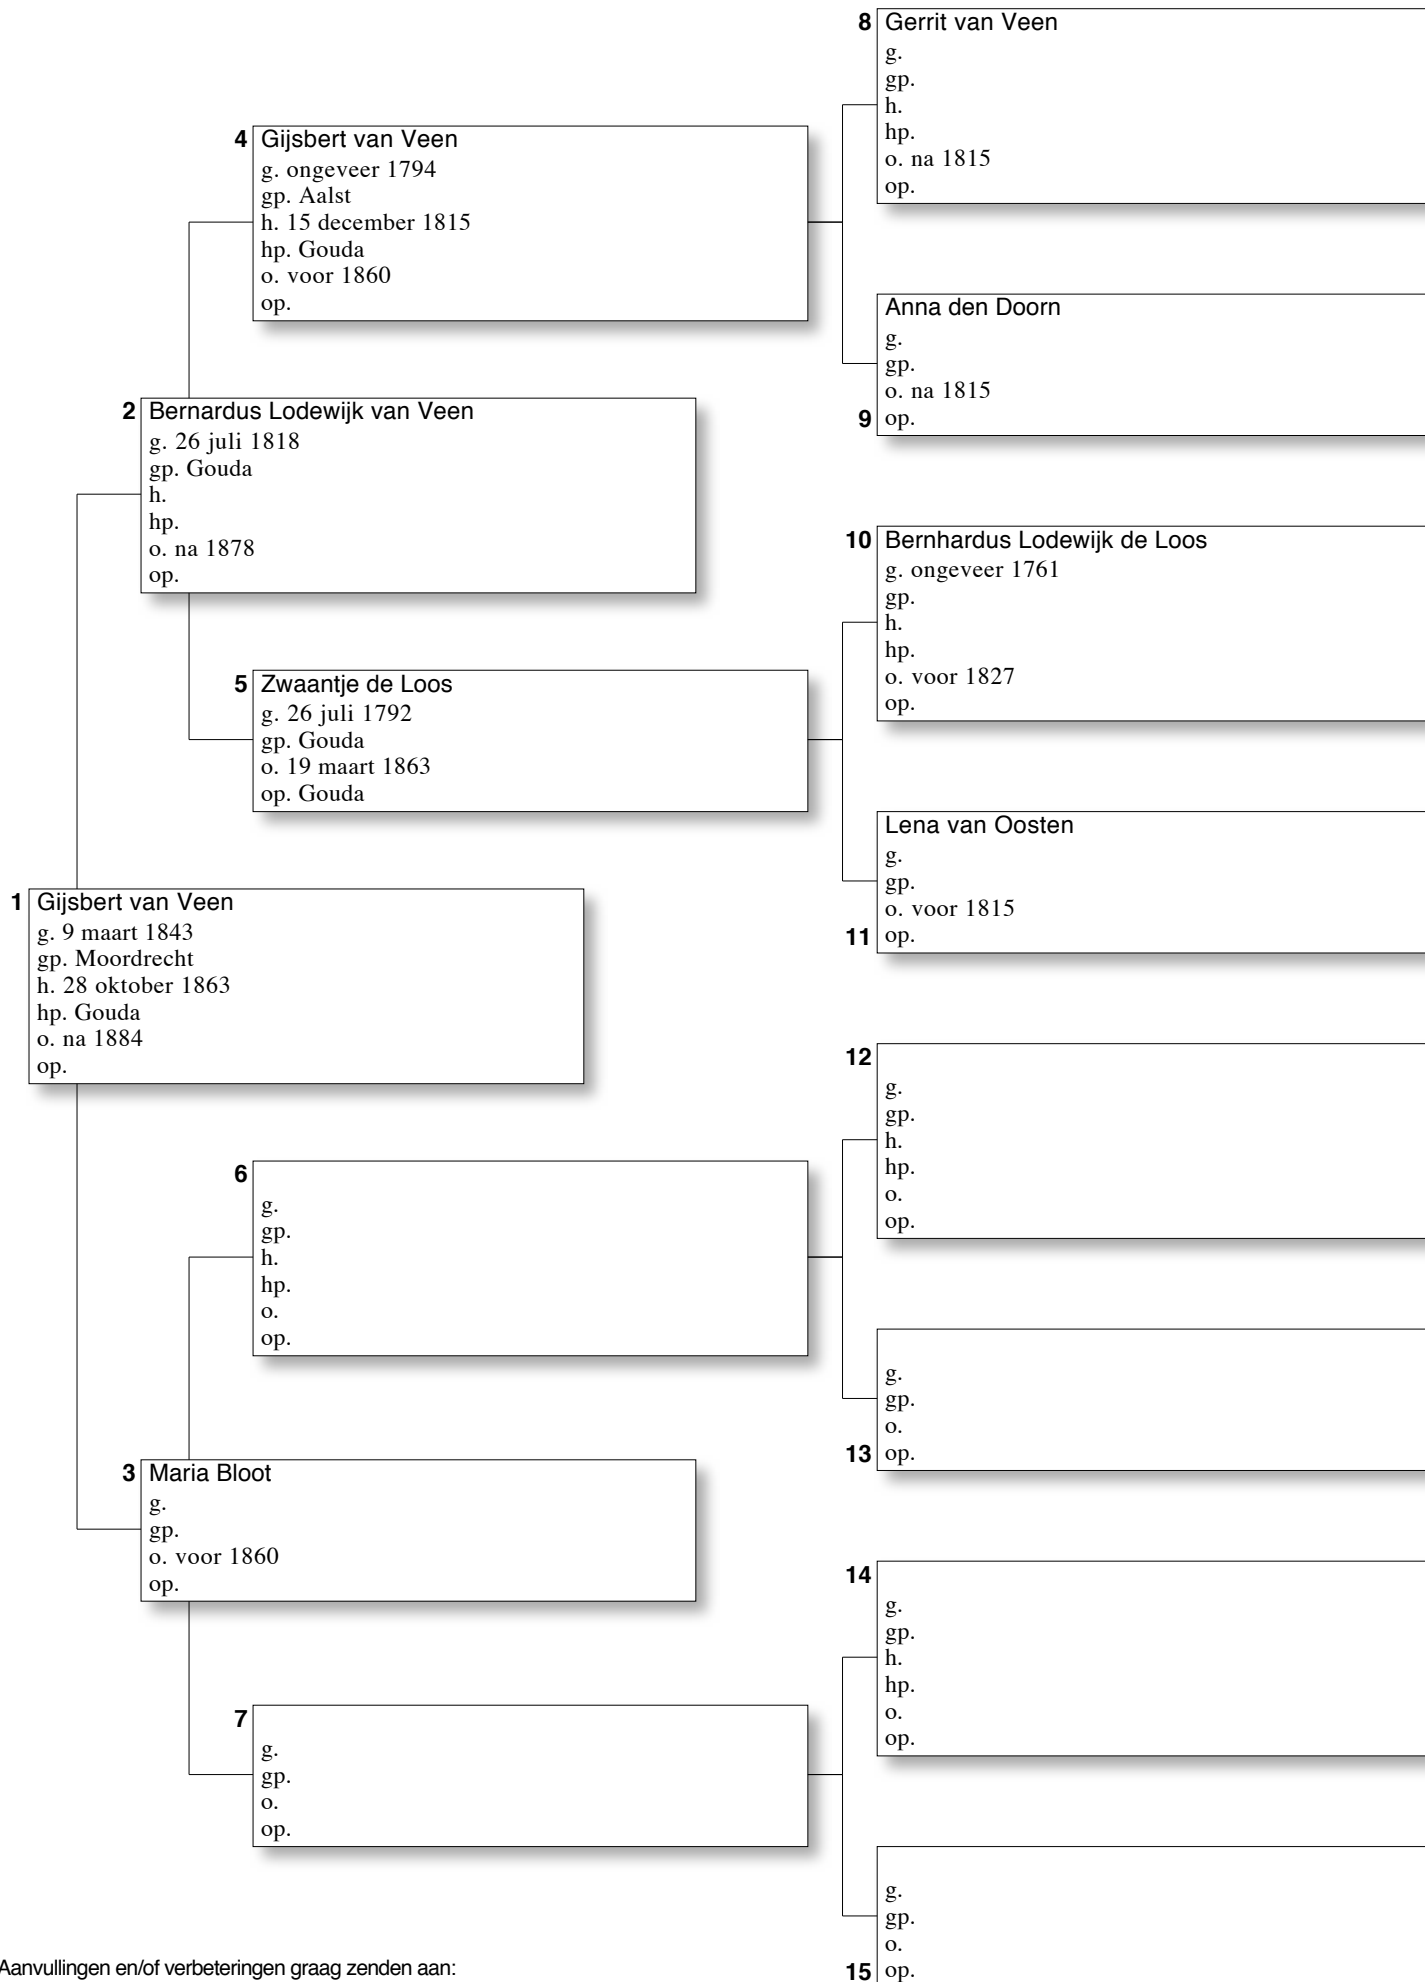 8 Gerrit van Veen
g.
gp.
h.
hp.
o. na 1815
op.
4 Gijsbert van Veen
g. ongeveer 1794
gp. Aalst
h. 15 december 1815
hp. Gouda
o. voor 1860
op.
Anna den Doorn
g.
gp.
o. na 1815
9 op.
2 Bernardus Lodewijk van Veen
g. 26 juli 1818
gp. Gouda
h.
hp.
o. na 1878
op.
10 Bernhardus Lodewijk de Loos
g. ongeveer 1761
gp.
h.
hp.
o. voor 1827
op.
5 Zwaantje de Loos
g. 26 juli 1792
gp. Gouda
o. 19 maart 1863
op. Gouda
Lena van Oosten
g.
gp.
o. voor 1815
11 op.
1 Gijsbert van Veen
g. 9 maart 1843
gp. Moordrecht
h. 28 oktober 1863
hp. Gouda
o. na 1884
op.
12
g.
gp.
h.
hp.
o.
op.
6
g.
gp.
h.
hp.
o.
op.
g.
gp.
o.
13 op.
3 Maria Bloot
g.
gp.
o. voor 1860
op.
14
g.
gp.
h.
hp.
o.
op.
7
g.
gp.
o.
op.
g.
gp.
o.
15 op.
Aanvullingen en/of verbeteringen graag zenden aan: